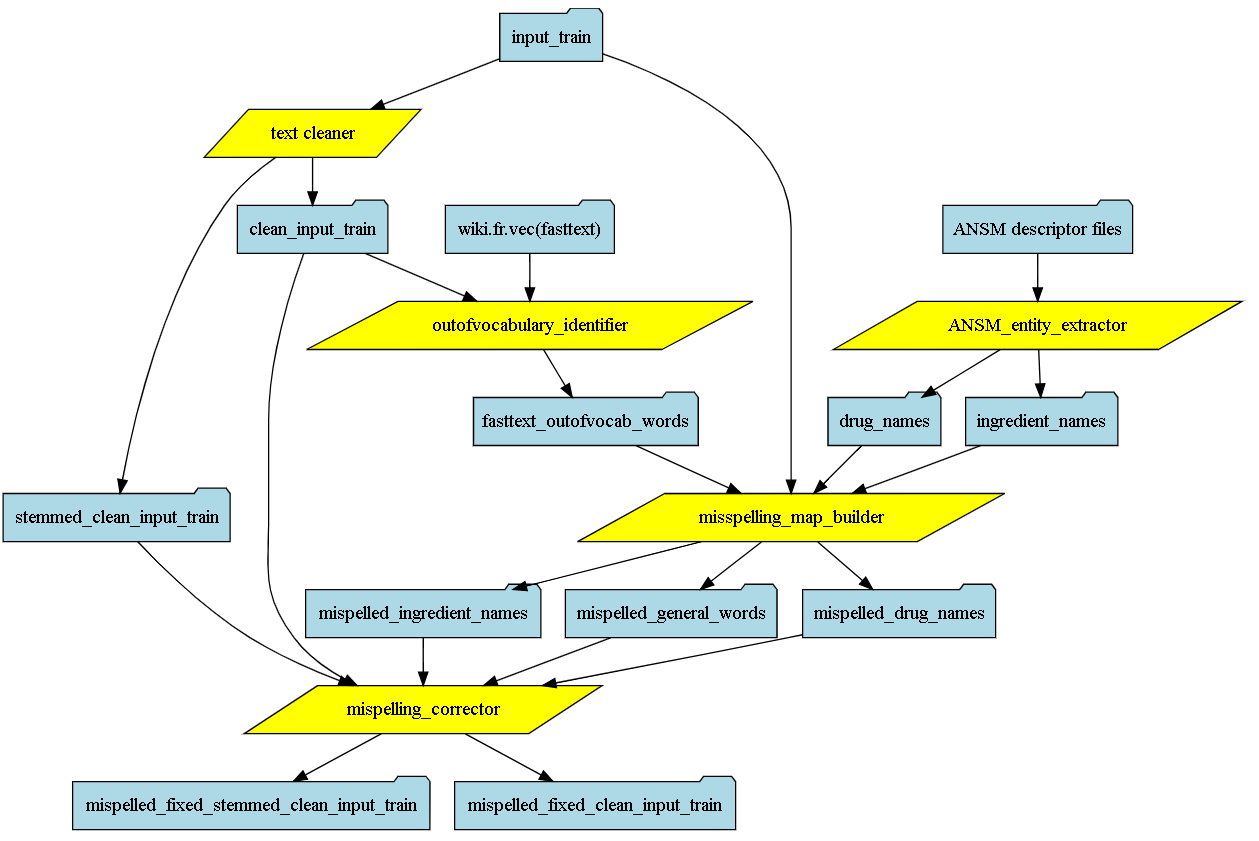 input_train
text cleaner
clean_input_train
wiki.fr.vec(fasttext)
ANSM descriptor files
outofvocabulary_identifier
ANSM_entity_extractor
fasttext_outofvocab_words
drug_names
ingredient_names
stemmed_clean_input_train
misspelling_map_builder
mispelled_ingredient_names
mispelled_general_words
mispelled_drug_names
mispelling_corrector
mispelled_fixed_stemmed_clean_input_train
mispelled_fixed_clean_input_train